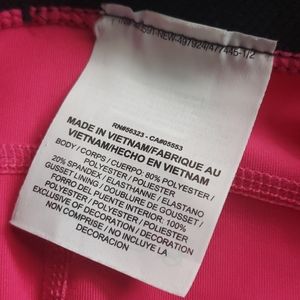 RN#56323 - CA#05553
MADE IN VIETNAM/FABRIQUE AU
VIETNAM/HECHO EN VIETNAM
BODY / CORPS / CUERPO: 80% POLYESTER /
POLYESTER / POLIESTER
20% SPANDEX / ELASTHANNE / ELASTANO
GUSSET LINING / DOUBLURE DE GOUSSET /
FORRO DEL PUENTE INTERIOR: 100%
POLYESTER / POLYESTER / POLIESTER
EXCLUSIVE OF DECORATION / DECORATION
NON COMPRISE / NO INCLUYE LA
DECORACION